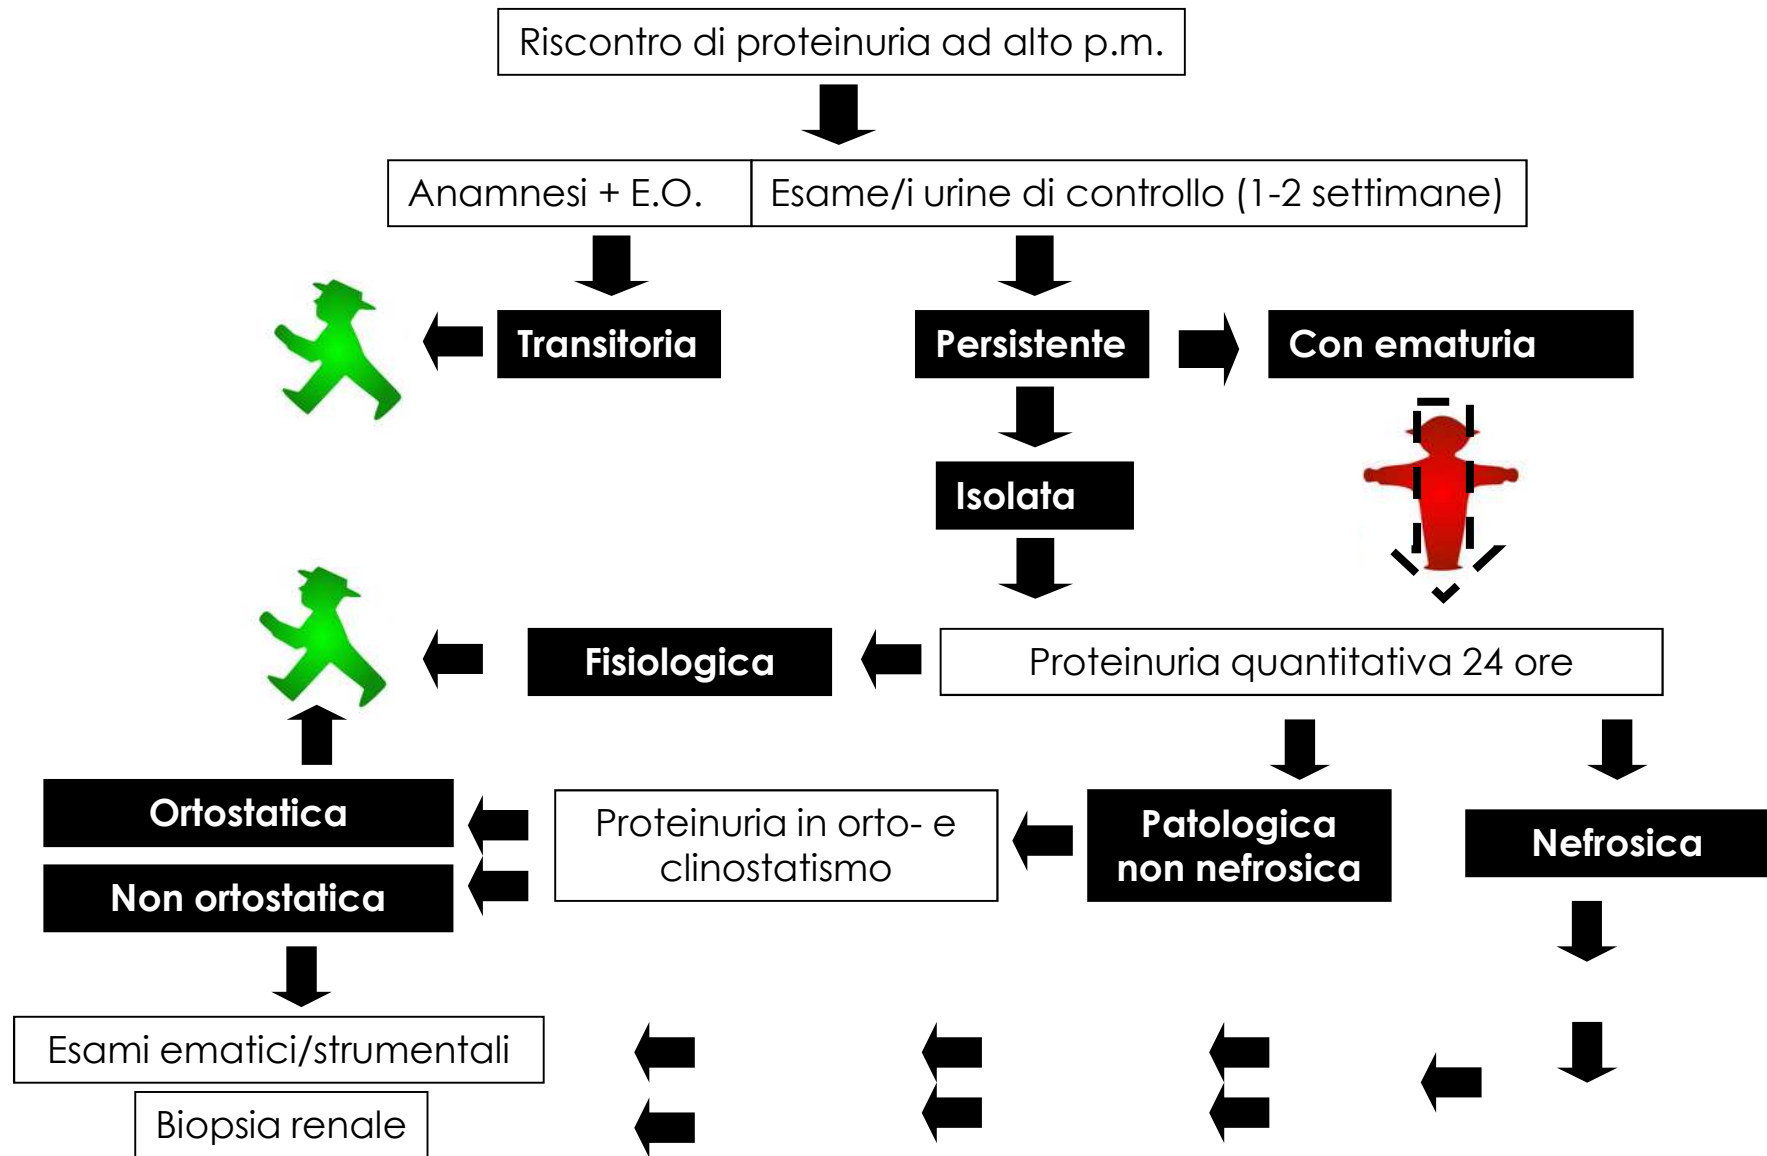 Riscontro di proteinuria ad alto p.m.
Anamnesi + E.O.
Esame/i urine di controllo (1-2 settimane)
Transitoria
Persistente
Con ematuria
Isolata
Fisiologica
Proteinuria quantitativa 24 ore
Ortostatica
Non ortostatica
Proteinuria in orto- e
clinostatismo
Patologica
non nefrosica
Nefrosica
Esami ematici/strumentali
Biopsia renale